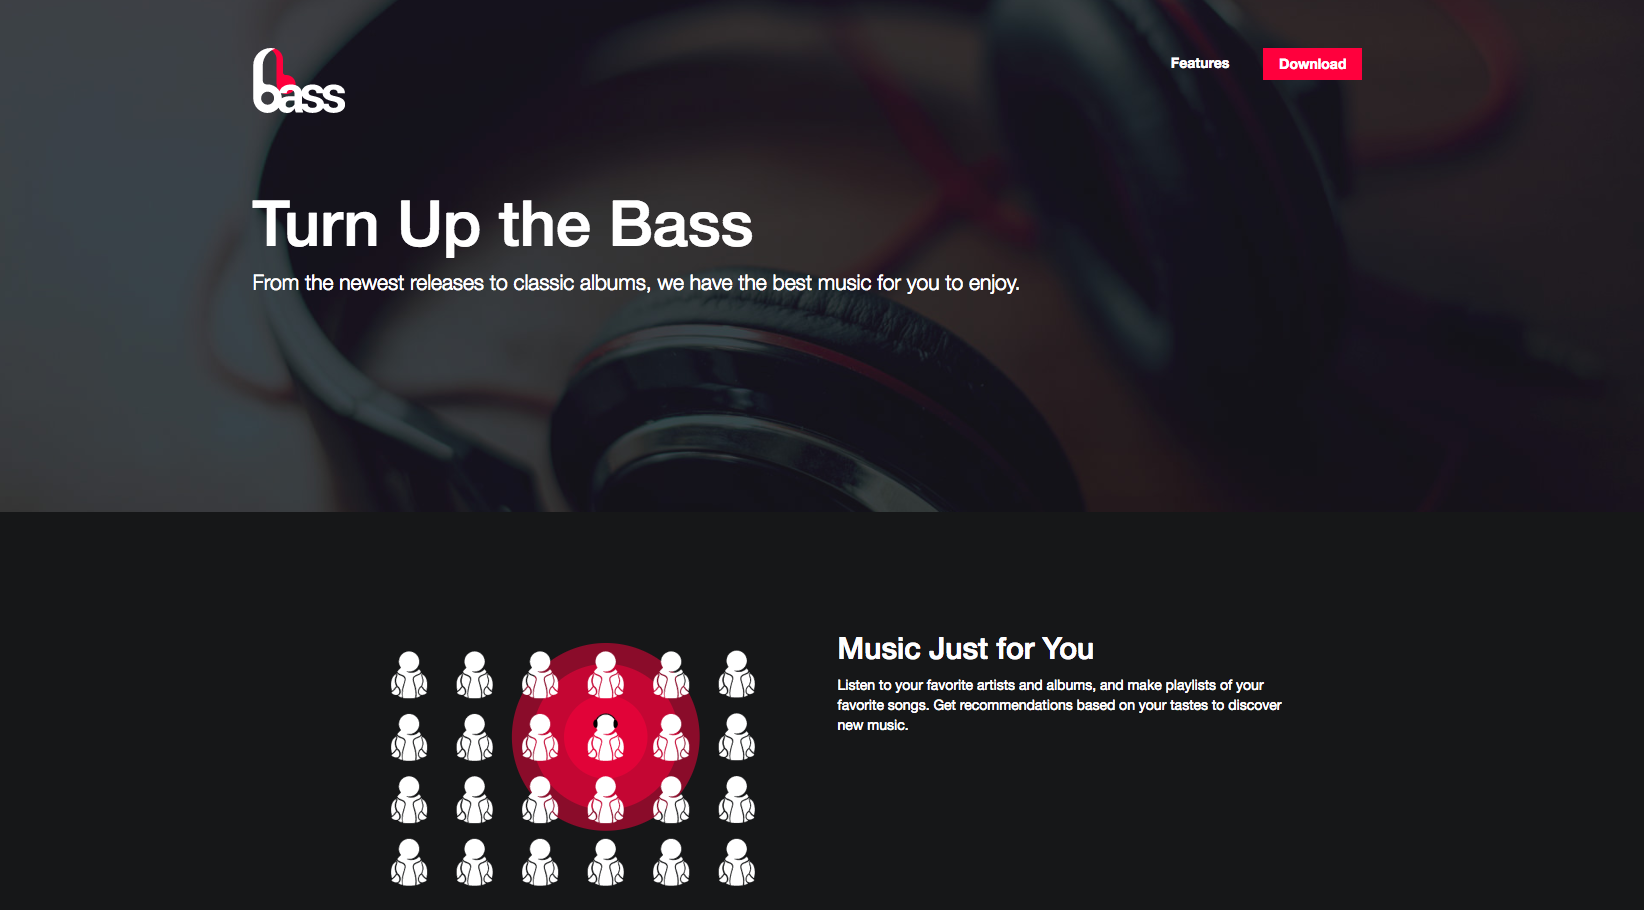 bass
Features
Download
Turn Up the Bass
From the newest releases to classic albums, we have the best music for you to enjoy.
Music Just for You
Listen to your favorite artists and albums, and make playlists of your
favorite songs. Get recommendations based on your tastes to discover
new music.